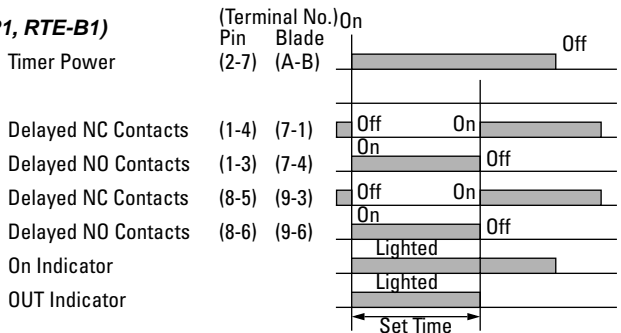 (Terminal No.) On
1, RTE-B1) Pin Blade Off
Timer Power (2-7) (A-B)
Delayed NC Contacts (1-4) (7-1) Off On
On
Delayed NO Contacts (1-3) (7-4) Off
Delayed NC Contacts (8-5) (9-3) Off On
On
Delayed NO Contacts (8-6) (9-6) Off
Lighted
On Indicator
Lighted
OUT Indicator
Set Time